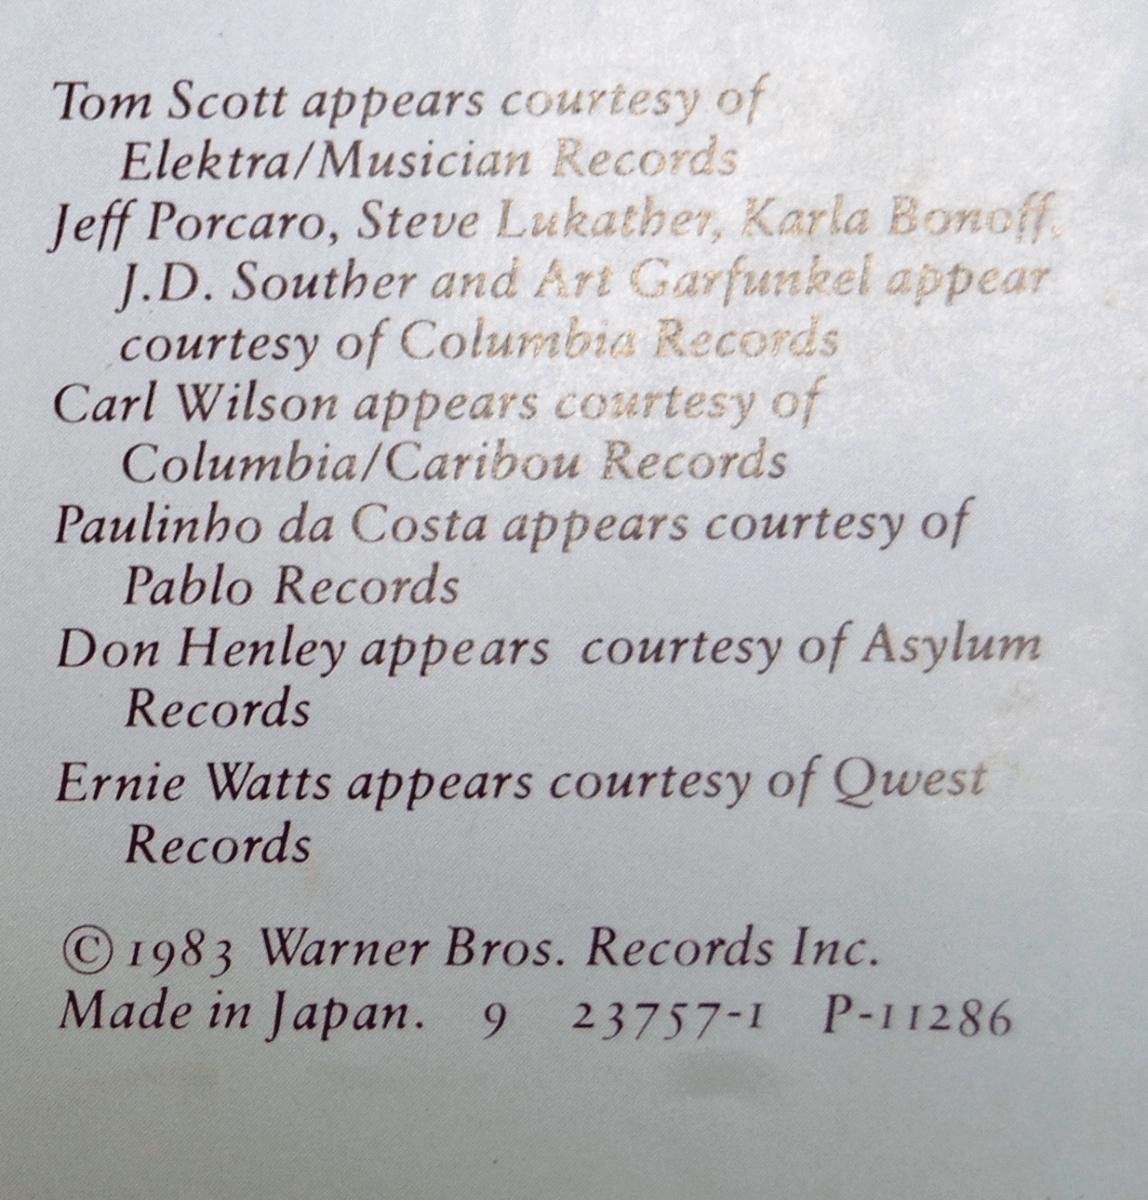 Tom Scott appears courtesy of
Elektra/Musician Records
Jeff Porcaro, Steve Lukather, Karla Bonoff,
J.D. Souther and Art Garfunkel appear
courtesy of Columbia Records
Carl Wilson appears courtesy of
Columbia/Caribou Records
Paulinho da Costa appears courtesy of
Pablo Records
Don Henley appears courtesy of Asylum
Records
Ernie Watts appears courtesy of Qwest
Records
© 1983 Warner Bros. Records Inc.
Made in Japan. 9 23757-1 P-11286